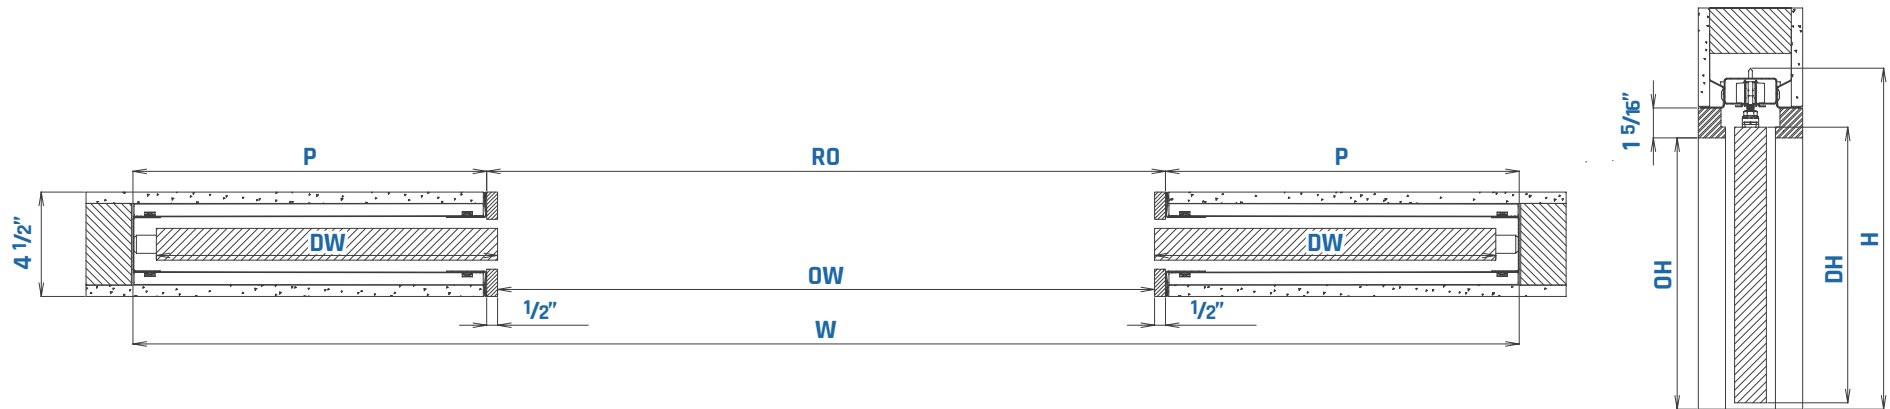 P RO P
1 5/16"
4 1/2"
DW DW
OW
H
OH
DH
1/2" 1/2"
W